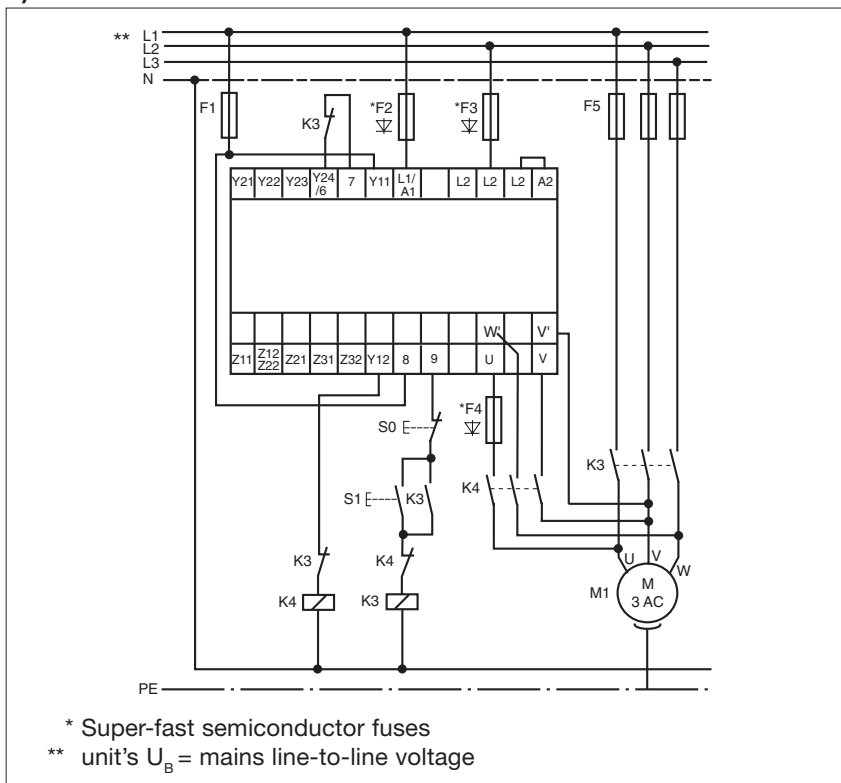 ** L1
L2
L3
N
F1
K3
*F2
*F3
F5
Y21 Y22 Y23 Y24/6 7 Y11 L1/A1 L2 L2 L2 A2
W' V'
Z11 Z12 Z22 Z21 Z31 Z32 Y12 8 9 U V
S0
*F4
K3
S1 K3
K4
K3 K4
U V W
K4 K3
M1 M
3 AC
PE
* Super-fast semiconductor fuses
** unit's U_B = mains line-to-line voltage